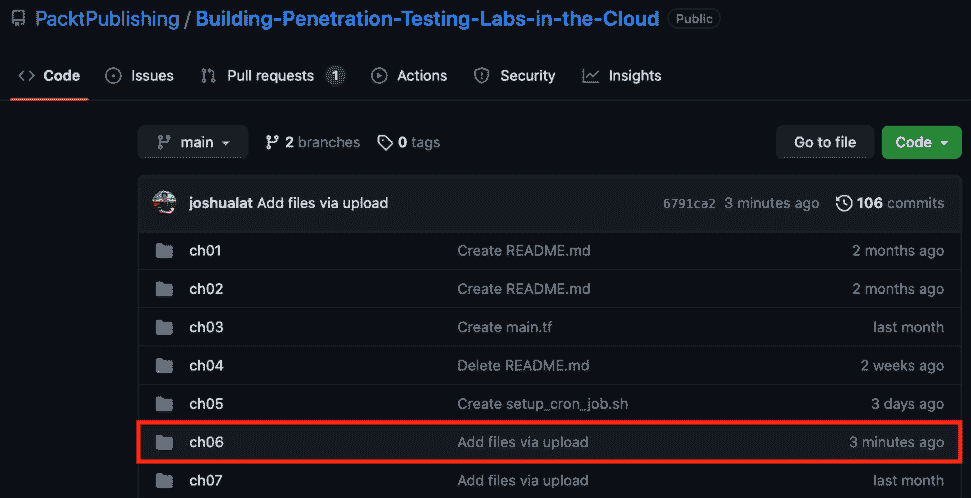 PacktPublishing / Building-Penetration-Testing-Labs-in-the-Cloud Public
Code Issues Pull requests 1 Actions Security Insights
main 2 branches 0 tags Go to file Code
joshualat Add files via upload 6791ca2 3 minutes ago 106 commits
ch01 Create README.md 2 months ago
ch02 Create README.md 2 months ago
ch03 Create main.tf last month
ch04 Delete README.md 2 weeks ago
ch05 Create setup_cron_job.sh 3 days ago
ch06 Add files via upload 3 minutes ago
ch07 Add files via upload last month